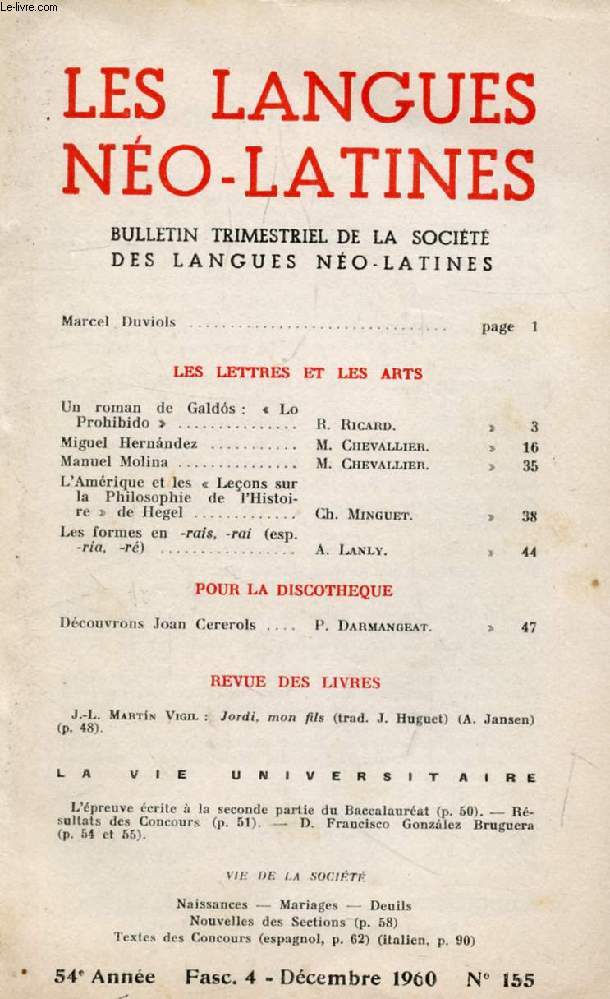 Le-livre.com
LES LANGUES
NÉO-LATINES
BULLETIN TRIMESTRIEL DE LA SOCIÉTÉ
DES LANGUES NÉO-LATINES
Marcel Duviols ............................... page 1
LES LETTRES ET LES ARTS
Un roman de Galdós : « Lo
Prohibido » ............... R. RICARD. » 3
Miguel Hernández ........... M. CHEVALLIER. » 16
Manuel Molina ............... M. CHEVALLIER. » 35
L'Amérique et les « Leçons sur
la Philosophie de l'Histoi-
re » de Hegel ............. Ch. MINGUET. » 38
Les formes en -rais, -rai (esp.
-ria, -ré) .................. A. LANLY. » 44
POUR LA DISCOTHEQUE
Découvrons Joan Cererols .... P. DARMANGEAT. » 47
REVUE DES LIVRES
J.-L. MARTÍN VIGIL : Jordi, mon fils (trad. J. Huguet) (A. Jansen)
(p. 48).
LA VIE UNIVERSITAIRE
L'épreuve écrite à la seconde partie du Baccalauréat (p. 50). — Ré-
sultats des Concours (p. 51). — D. Francisco González Bruguera
(p. 54 et 55).
VIE DE LA SOCIÉTÉ
Naissances — Mariages — Deuils
Nouvelles des Sections (p. 58)
Textes des Concours (espagnol, p. 62) (italien, p. 90)
54e Année Fasc. 4 - Décembre 1960 N° 155